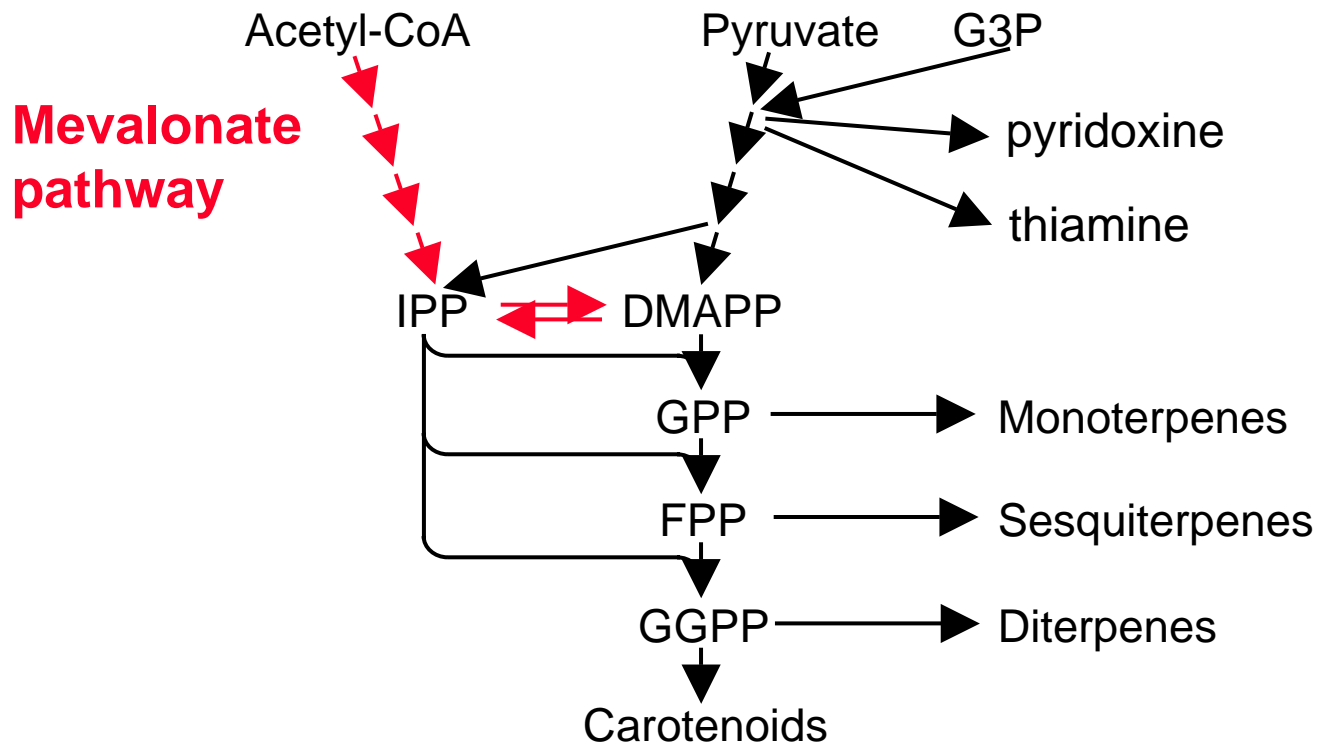 Acetyl-CoA
Pyruvate
G3P
Mevalonate
pathway
pyridoxine
thiamine
IPP
DMAPP
GPP
Monoterpenes
FPP
Sesquiterpenes
GGPP
Diterpenes
Carotenoids